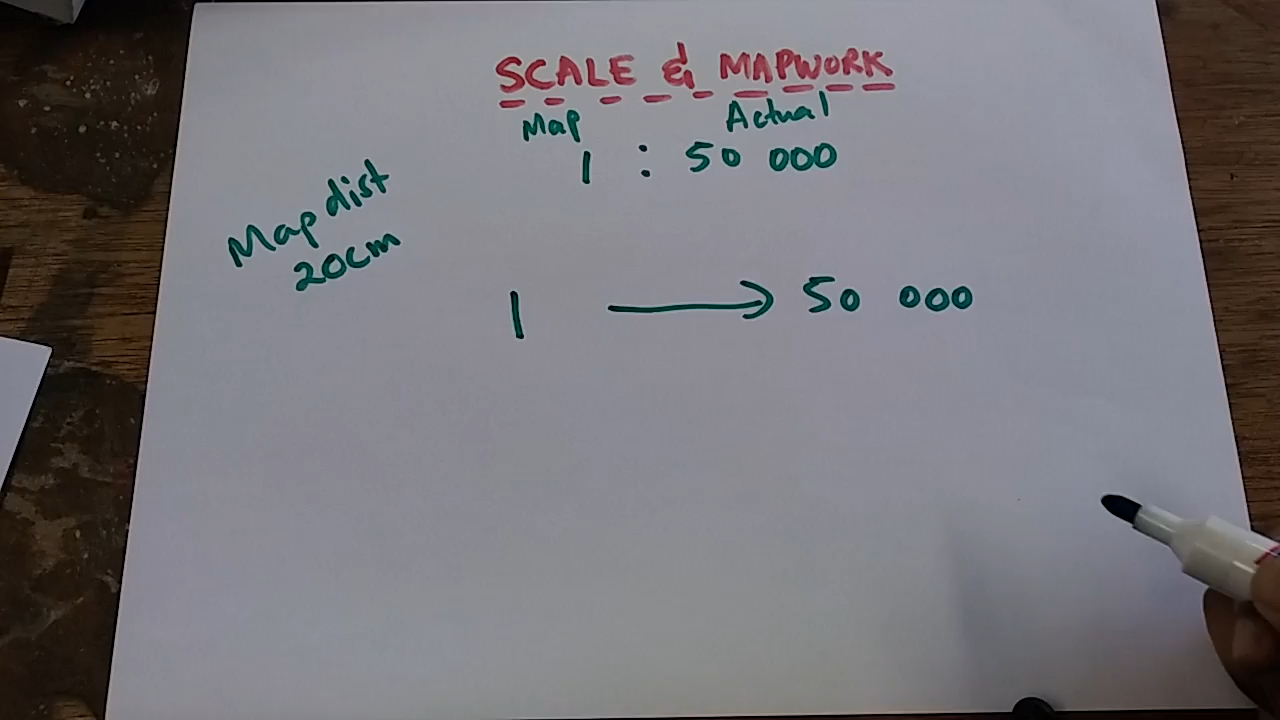 SCALE & MAPWORK
Map Actual
1 : 50 000
Map dist
20cm
1 → 50 000